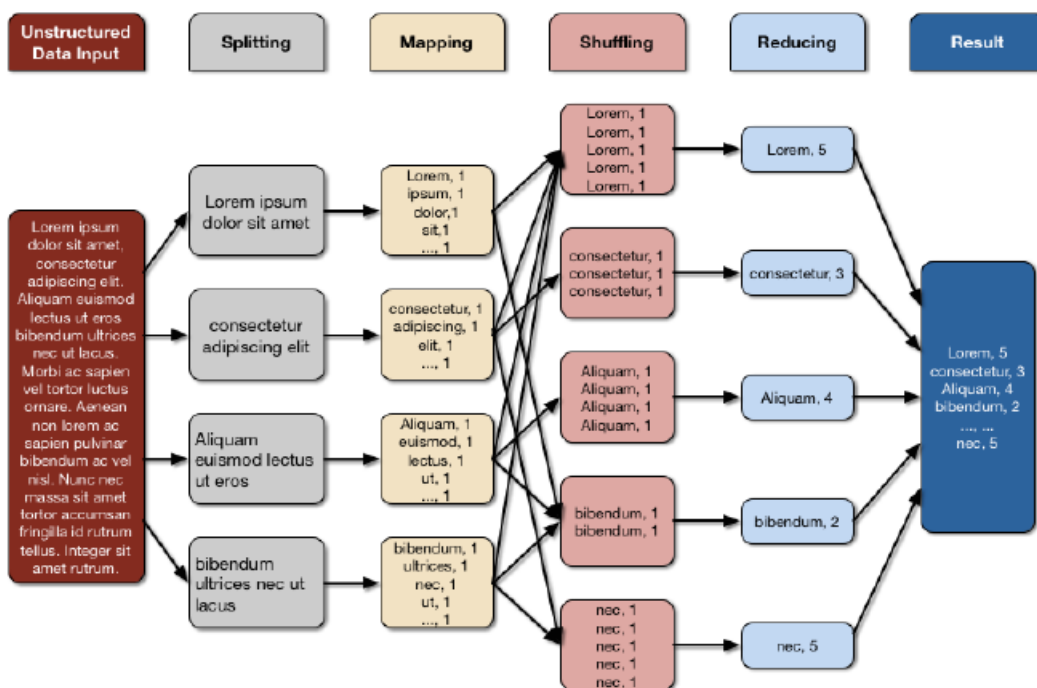 Unstructured
Data Input
Splitting
Mapping
Shuffling
Reducing
Result
Lorem ipsum
dolor sit amet,
consectetur
adipiscing elit.
Aliquam euismod
lectus ut eros
bibendum ultrices
nec ut lacus.
Morbi ac sapien
vel tortor luctus
ornare. Aenean
non lorem ac
sapien pulvinar
bibendum ac vel
nisl. Nunc nec
massa sit amet
tortor accumsan
fringilla id rutrum
tellus. Integer sit
amet rutrum.
Lorem ipsum
dolor sit amet
consectetur
adipiscing elit
Aliquam
euismod lectus
ut eros
bibendum
ultrices nec ut
lacus
Lorem, 1
ipsum, 1
dolor,1
sit,1
..., 1
consectetur, 1
adipiscing, 1
elit, 1
..., 1
Aliquam, 1
euismod, 1
lectus, 1
ut, 1
..., 1
bibendum, 1
ultrices, 1
nec, 1
ut, 1
..., 1
Lorem, 1
Lorem, 1
Lorem, 1
Lorem, 1
Lorem, 1
consectetur, 1
consectetur, 1
consectetur, 1
Aliquam, 1
Aliquam, 1
Aliquam, 1
Aliquam, 1
bibendum, 1
bibendum, 1
nec, 1
nec, 1
nec, 1
nec, 1
nec, 1
Lorem, 5
consectetur, 3
Aliquam, 4
bibendum, 2
nec, 5
Lorem, 5
consectetur, 3
Aliquam, 4
bibendum, 2
..., ...
nec, 5